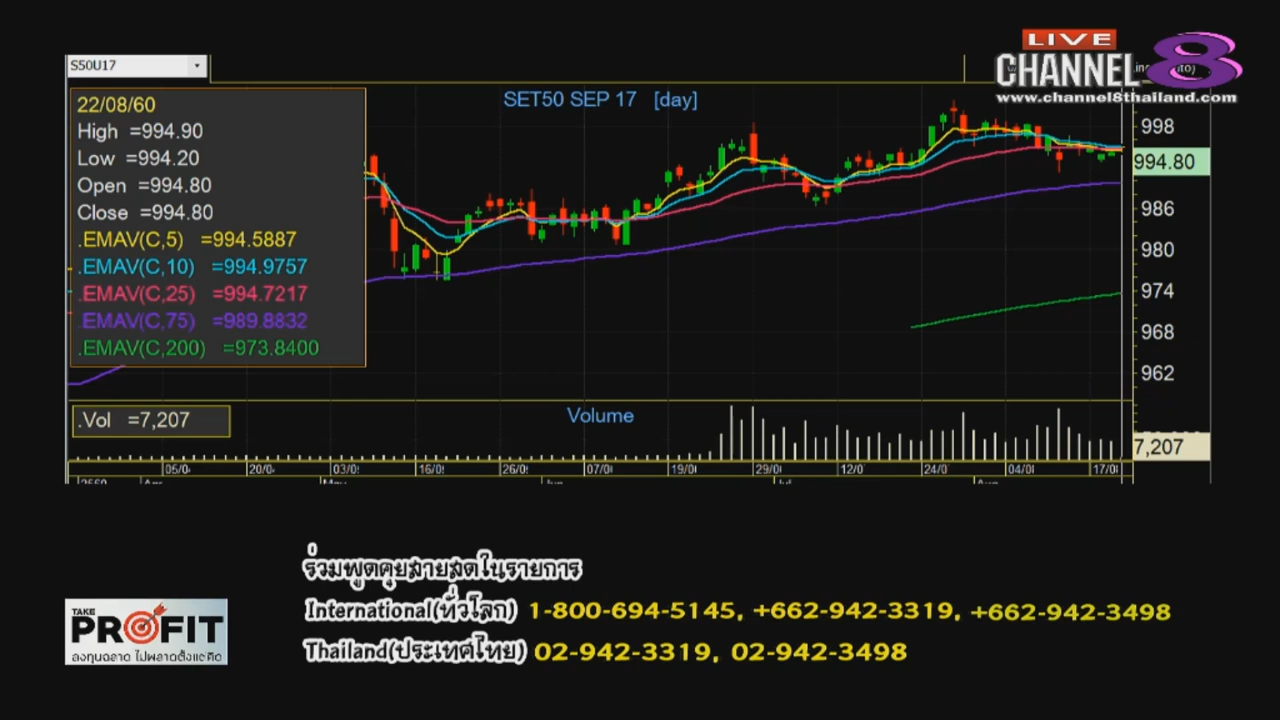 S50U17
LIVE
CHANNEL 8
www.channel8thailand.com
22/08/60
High =994.90
Low =994.20
Open =994.80
Close =994.80
.EMAV(C,5) =994.5887
.EMAV(C,10) =994.9757
.EMAV(C,25) =994.7217
.EMAV(C,75) =989.8832
.EMAV(C,200) =973.8400
SET50 SEP 17 [day]
998
994.80
986
980
974
968
962
.Vol =7,207
Volume
7,207
05/0 20/0 03/0 16/0 26/0 07/0 19/0 29/0 12/0 24/0 04/0 17/0
ร่วมพูดคุยสายสดในรายการ
International(ทั่วโลก) 1-800-694-5145, +662-942-3319, +662-942-3498
Thailand(ประเทศไทย) 02-942-3319, 02-942-3498
TAKE
PROFIT
ลงทุนฉลาด ไม่พลาดตั้งแต่คิด